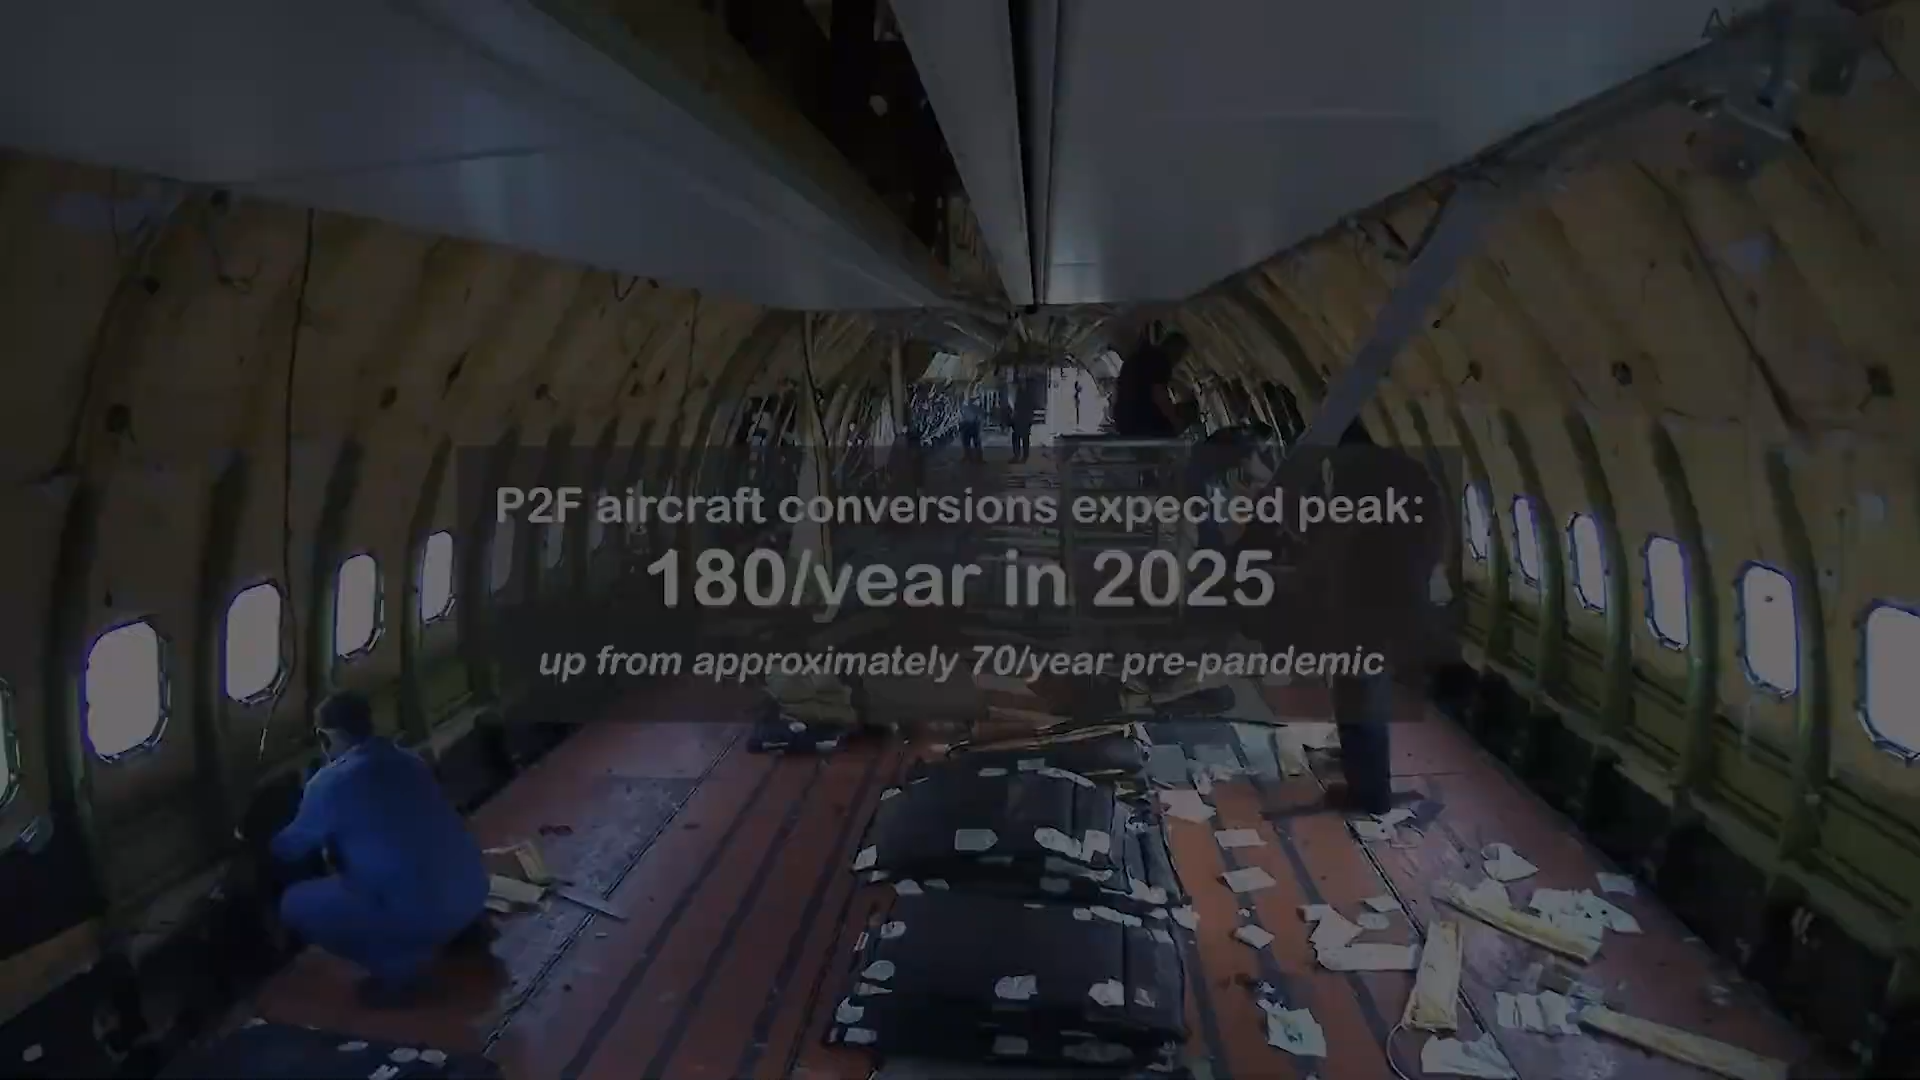 P2F aircraft conversions expected peak:
180/year in 2025
up from approximately 70/year pre-pandemic